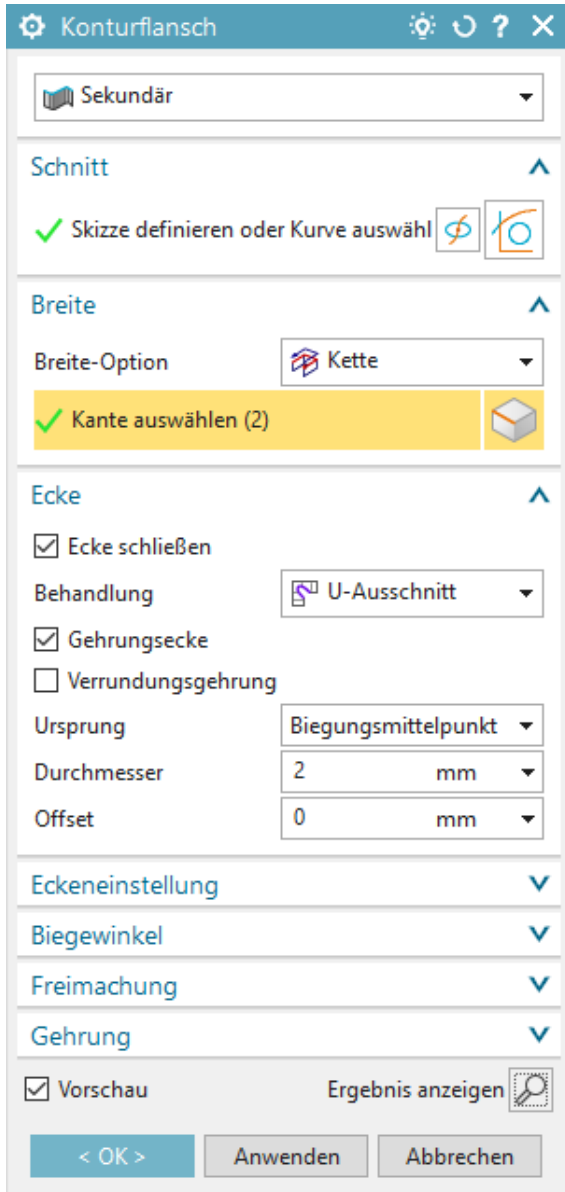 Konturflansch ?
Sekundär
Schnitt
Skizze definieren oder Kurve auswähl
Breite
Breite-Option Kette
Kante auswählen (2)
Ecke
Ecke schließen
Behandlung U-Ausschnitt
Gehrungsecke
Verrundungsgehrung
Ursprung Biegungsmittelpunkt
Durchmesser 2 mm
Offset 0 mm
Eckeneinstellung
Biegewinkel
Freimachung
Gehrung
Vorschau Ergebnis anzeigen
< OK > Anwenden Abbrechen